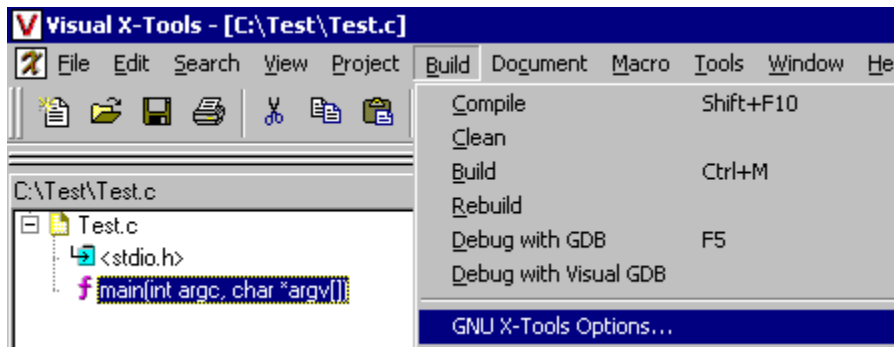 Visual X-Tools - [C:\Test\Test.c]
File Edit Search View Project Build Document Macro Tools Window He
Compile Shift+F10
Clean
Build Ctrl+M
Rebuild
Debug with GDB F5
Debug with Visual GDB
GNU X-Tools Options...
C:\Test\Test.c
Test.c
<stdio.h>
main(int argc, char *argv[])